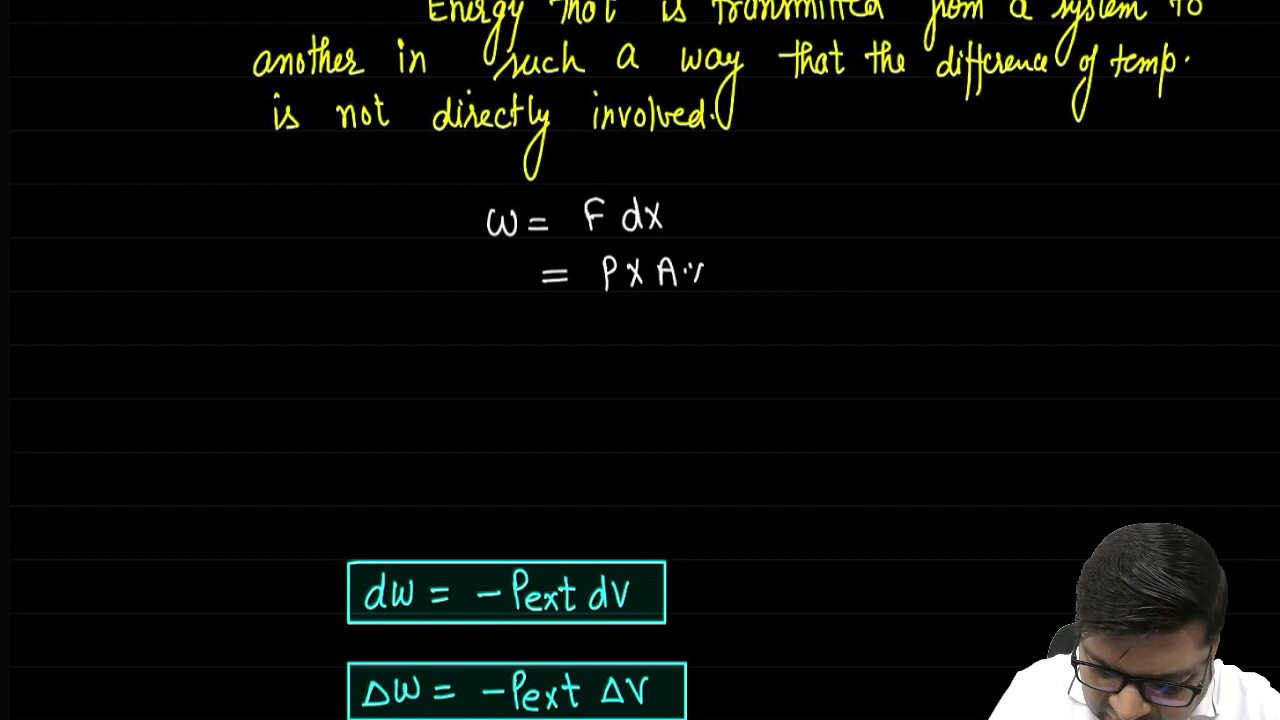 Energy that is transmitted from a system to
another in such a way that the difference of temp.
is not directly involved.
W = F dx
= P x A.
dW = - Pext dV
ΔW = -Pext ΔV